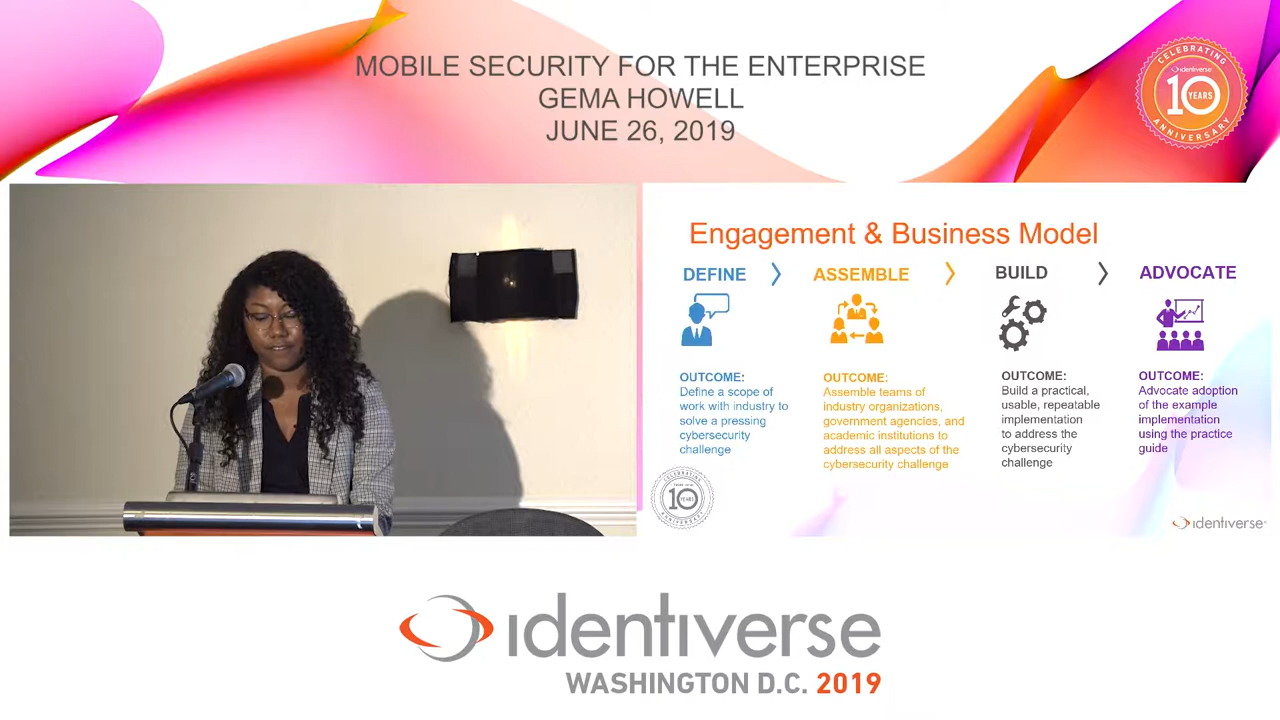 MOBILE SECURITY FOR THE ENTERPRISE
GEMA HOWELL
JUNE 26, 2019
CELEBRATING
identiverse
10 YEARS
ANNIVERSARY
Engagement & Business Model
DEFINE
ASSEMBLE
BUILD
ADVOCATE
OUTCOME:
Define a scope of
work with industry to
solve a pressing
cybersecurity
challenge
OUTCOME:
Assemble teams of
industry organizations,
government agencies, and
academic institutions to
address all aspects of the
cybersecurity challenge
OUTCOME:
Build a practical,
usable, repeatable
implementation
to address the
cybersecurity
challenge
OUTCOME:
Advocate adoption
of the example
implementation
using the practice
guide
CELEBRATING
10 YEARS
ANNIVERSARY
identiverse
identiverse
WASHINGTON D.C. 2019